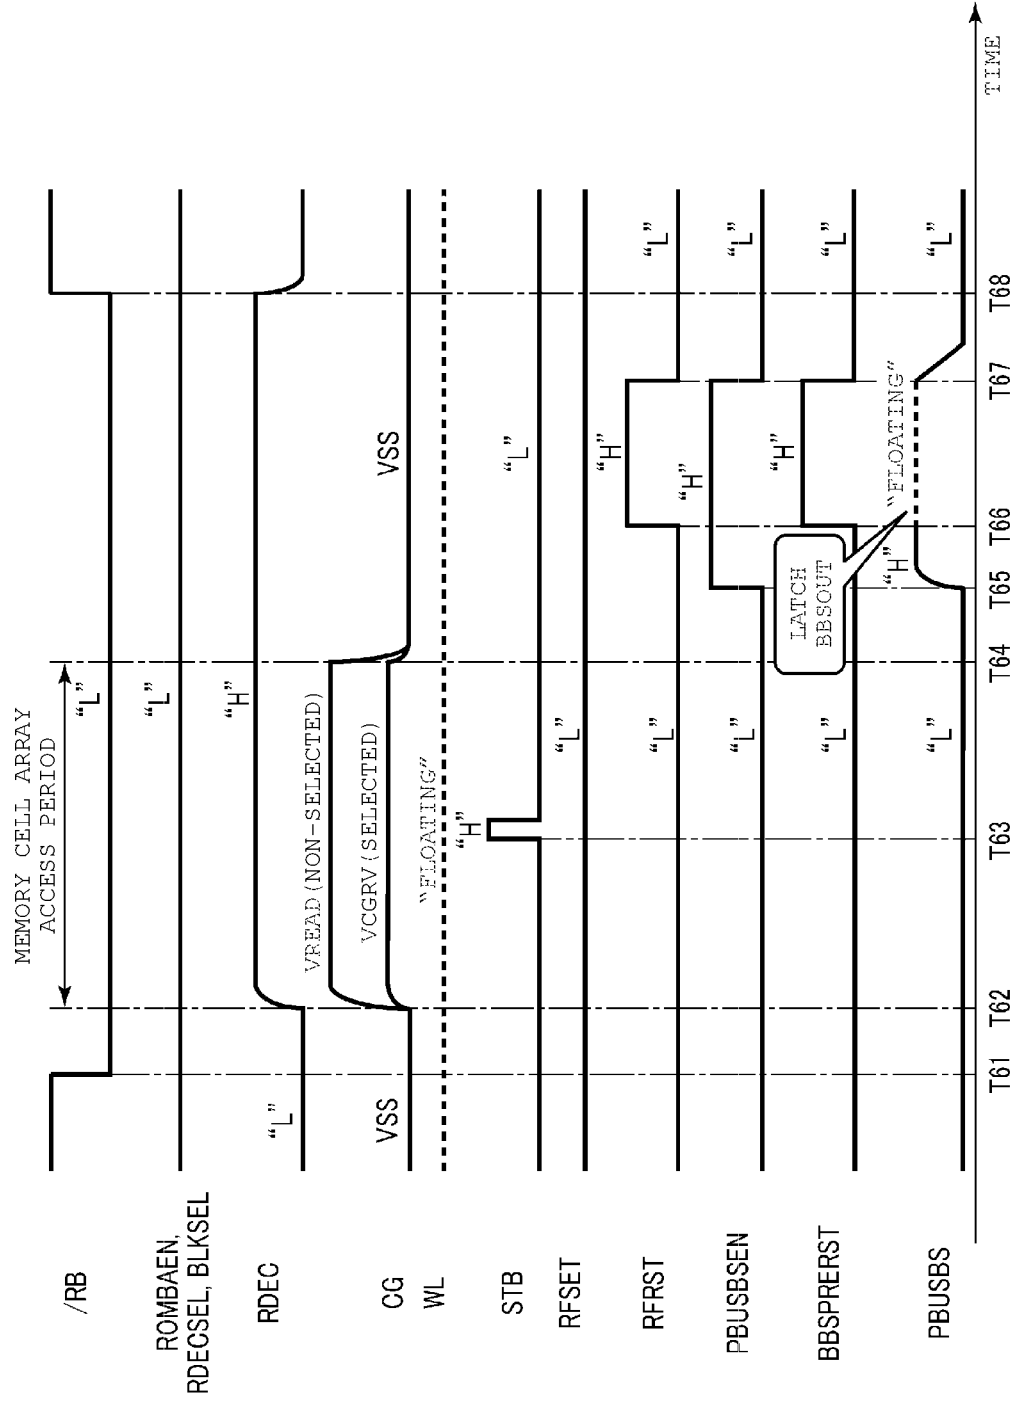 MEMORY CELL ARRAY
ACCESS PERIOD
/RB
"L"
ROMBAEN,
RDECSEL, BLKSEL
"L"
RDEC
"L"
"H"
VREAD (NON-SELECTED)
CG
VSS
VCGRV (SELECTED)
VSS
WL
"FLOATING"
STB
"H"
"L"
RFSET
"L"
RFRST
"L"
"H"
"L"
PBUSBSEN
"L"
"H"
"L"
BBSPRERST
"L"
"H"
"L"
LATCH
BBSOUT
PBUSBS
"L"
"H"
"FLOATING"
"L"
T61
T62
T63
T64
T65
T66
T67
T68
TIME